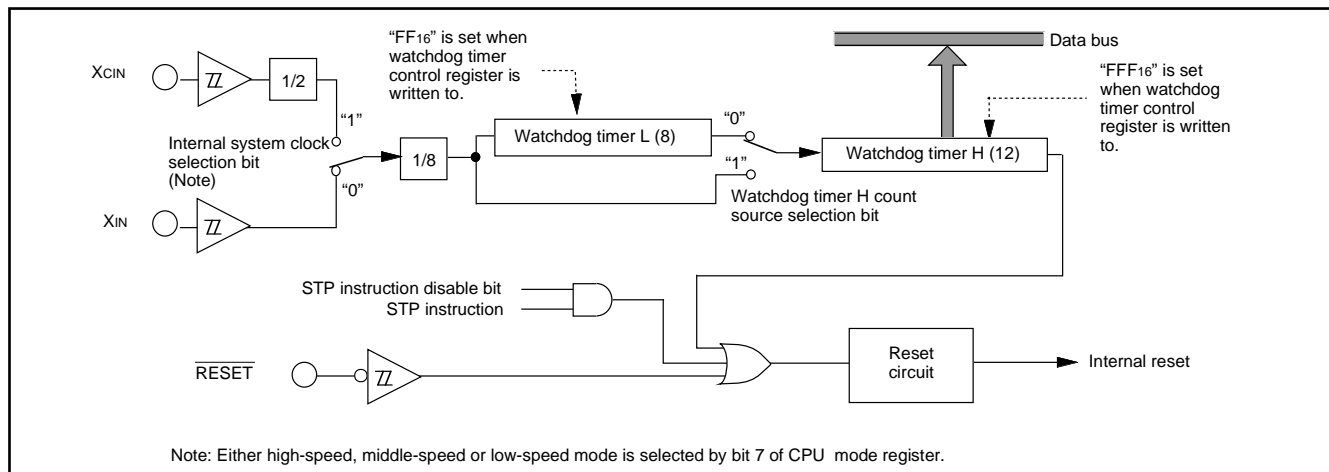 “FF16” is set when
watchdog timer
control register is
written to.
Data bus
XCIN
1/2
“1”
“FFF16” is set
when watchdog
timer control
register is written
to.
Internal system clock
selection bit
(Note)
“0”
1/8
Watchdog timer L (8)
“0”
“1”
Watchdog timer H (12)
Watchdog timer H count
source selection bit
XIN
STP instruction disable bit
STP instruction
RESET
Reset
circuit
Internal reset
Note: Either high-speed, middle-speed or low-speed mode is selected by bit 7 of CPU mode register.